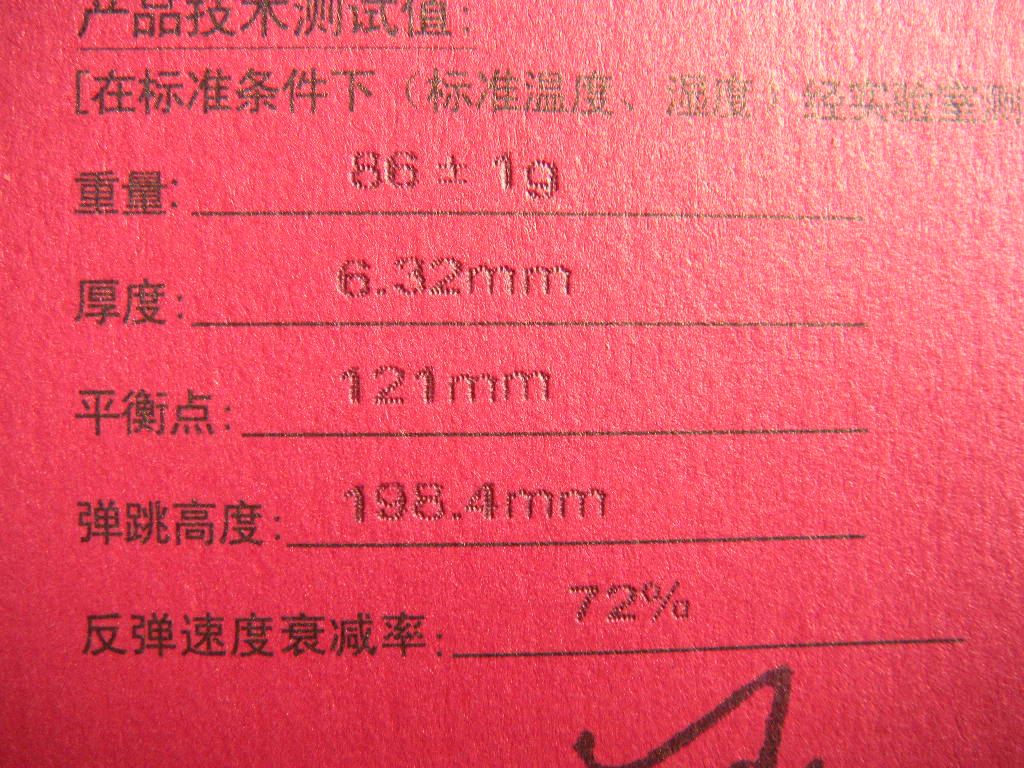 产品技术测试值:
[在标准条件下（标准温度、湿度）经实验室测
重量: 86 ± 1g
厚度: 6.32mm
平衡点: 121mm
弹跳高度: 198.4mm
反弹速度衰减率: 72%